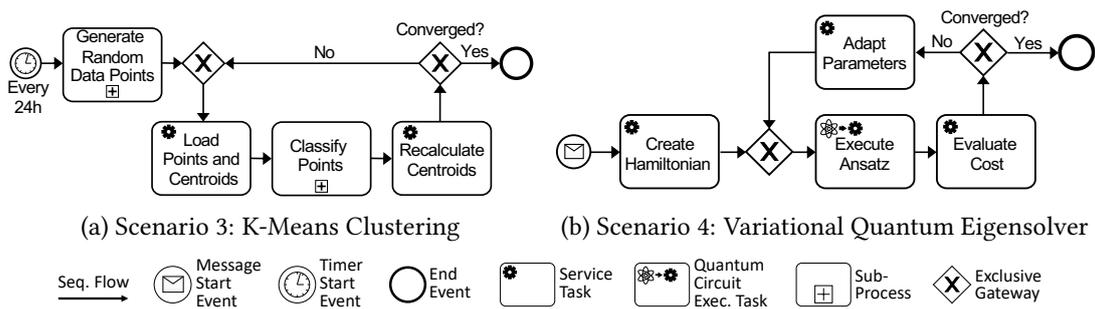 Generate
Random
Data Points
Every
24h
No
Converged?
Yes
Load
Points and
Centroids
Classify
Points
Recalculate
Centroids
(a) Scenario 3: K-Means Clustering
Create
Hamiltonian
Adapt
Parameters
Execute
Ansatz
Evaluate
Cost
Converged?
No
Yes
(b) Scenario 4: Variational Quantum Eigensolver
Seq. Flow
Message
Start
Event
Timer
Start
Event
End
Event
Service
Task
Quantum
Circuit
Exec. Task
Sub-
Process
Exclusive
Gateway